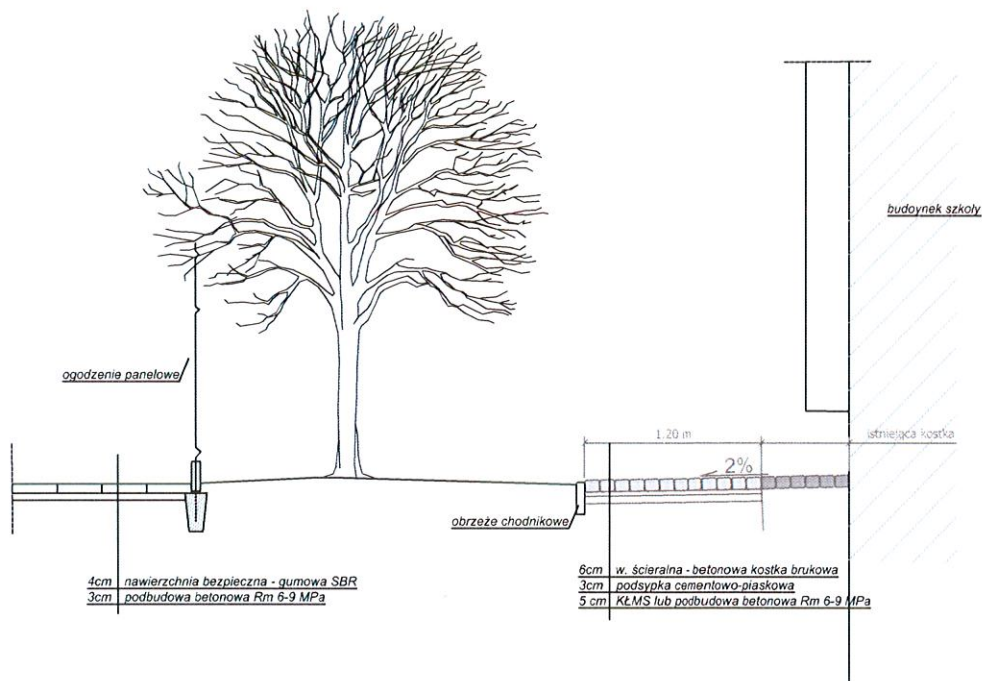 budoynek szkoły
ogodzenie panelowe
1.20 m
istniejąca kostka
2%
obrzeże chodnikowe
4cm nawierzchnia bezpieczna - gumowa SBR
3cm podbudowa betonowa Rm 6-9 MPa
6cm w. ścieralna - betonowa kostka brukowa
3cm podsypka cementowo-piaskowa
5 cm KŁMS lub podbudowa betonowa Rm 6-9 MPa